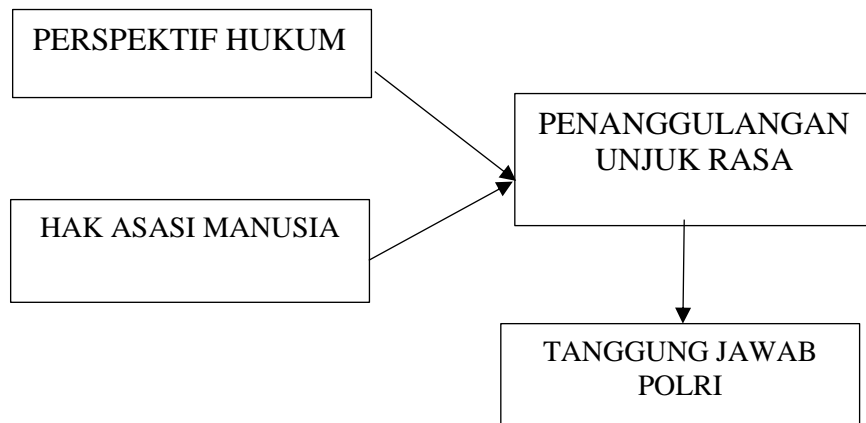 PERSPEKTIF HUKUM
PENANGGULANGAN
UNJUK RASA
HAK ASASI MANUSIA
TANGGUNG JAWAB
POLRI